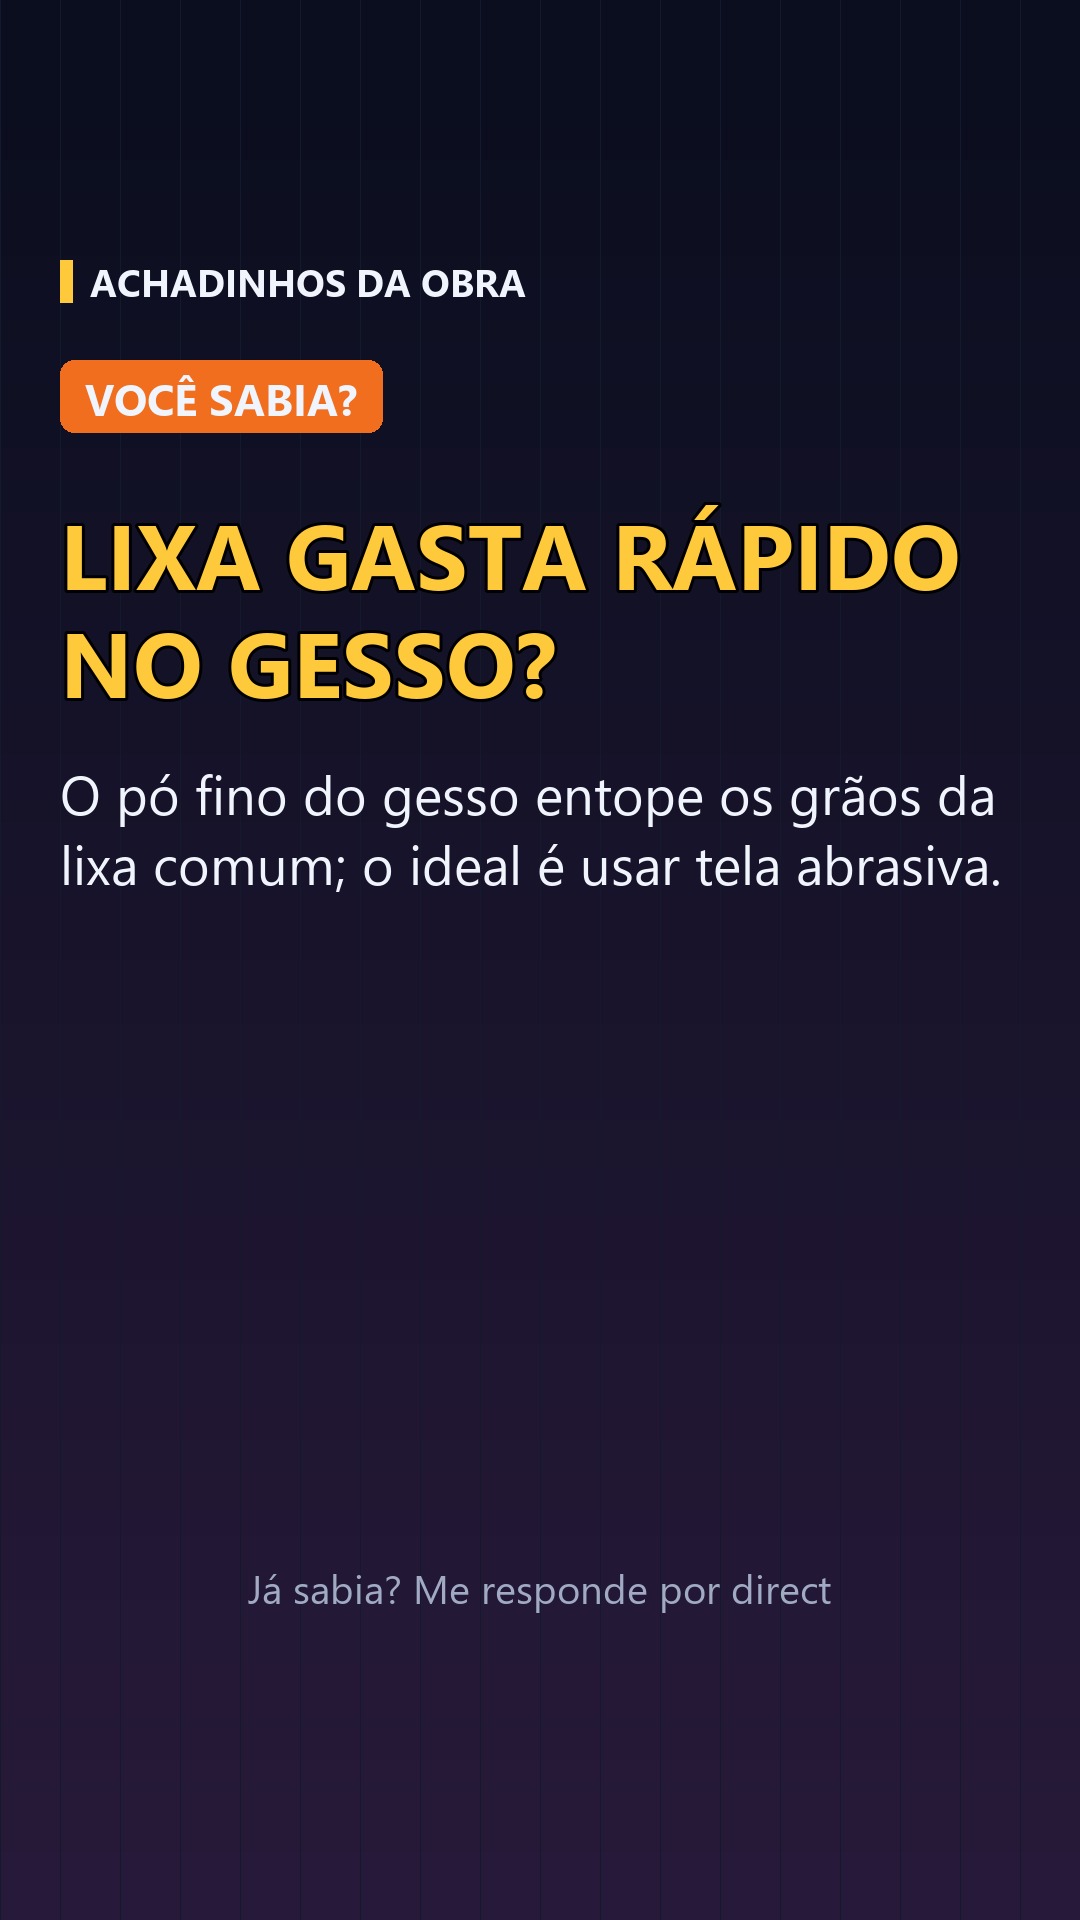 ACHADINHOS DA OBRA
VOCÊ SABIA?
LIXA GASTA RÁPIDO
NO GESSO?
O pó fino do gesso entope os grãos da
lixa comum; o ideal é usar tela abrasiva.
Já sabia? Me responde por direct